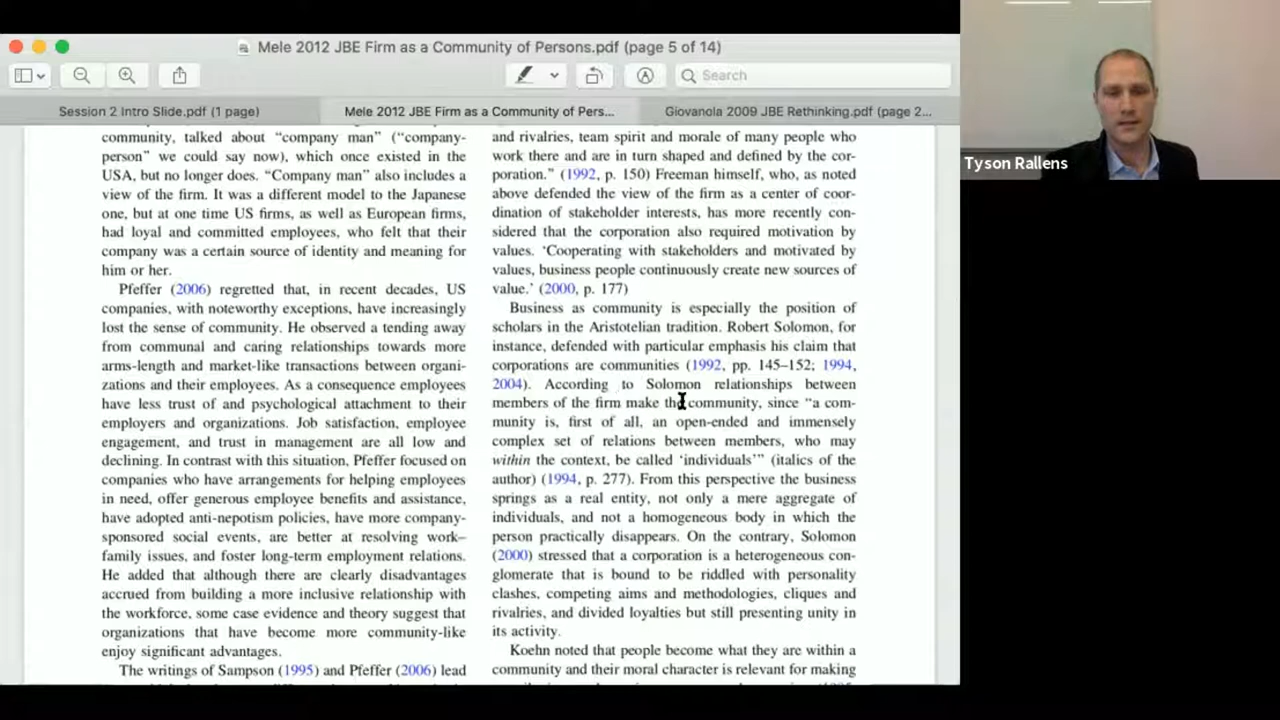 Mele 2012 JBE Firm as a Community of Persons.pdf (page 5 of 14)
Search
Session 2 Intro Slide.pdf (1 page)
Mele 2012 JBE Firm as a Community of Pers...
Giovanola 2009 JBE Rethinking.pdf (page 2...
Tyson Rallens
community, talked about “company man” (“company-
person” we could say now), which once existed in the
USA, but no longer does. “Company man” also includes a
view of the firm. It was a different model to the Japanese
one, but at one time US firms, as well as European firms,
had loyal and committed employees, who felt that their
company was a certain source of identity and meaning for
him or her.
Pfeffer (2006) regretted that, in recent decades, US
companies, with noteworthy exceptions, have increasingly
lost the sense of community. He observed a tending away
from communal and caring relationships towards more
arms-length and market-like transactions between organi-
zations and their employees. As a consequence employees
have less trust of and psychological attachment to their
employers and organizations. Job satisfaction, employee
engagement, and trust in management are all low and
declining. In contrast with this situation, Pfeffer focused on
companies who have arrangements for helping employees
in need, offer generous employee benefits and assistance,
have adopted anti-nepotism policies, have more company-
sponsored social events, are better at resolving work–
family issues, and foster long-term employment relations.
He added that although there are clearly disadvantages
accrued from building a more inclusive relationship with
the workforce, some case evidence and theory suggest that
organizations that have become more community-like
enjoy significant advantages.
The writings of Sampson (1995) and Pfeffer (2006) lead
and rivalries, team spirit and morale of many people who
work there and are in turn shaped and defined by the cor-
poration.” (1992, p. 150) Freeman himself, who, as noted
above defended the view of the firm as a center of coor-
dination of stakeholder interests, has more recently con-
sidered that the corporation also required motivation by
values. ‘Cooperating with stakeholders and motivated by
values, business people continuously create new sources of
value.’ (2000, p. 177)
Business as community is especially the position of
scholars in the Aristotelian tradition. Robert Solomon, for
instance, defended with particular emphasis his claim that
corporations are communities (1992, pp. 145–152; 1994,
2004). According to Solomon relationships between
members of the firm make the community, since “a com-
munity is, first of all, an open-ended and immensely
complex set of relations between members, who may
within the context, be called ‘individuals’” (italics of the
author) (1994, p. 277). From this perspective the business
springs as a real entity, not only a mere aggregate of
individuals, and not a homogeneous body in which the
person practically disappears. On the contrary, Solomon
(2000) stressed that a corporation is a heterogeneous con-
glomerate that is bound to be riddled with personality
clashes, competing aims and methodologies, cliques and
rivalries, and divided loyalties but still presenting unity in
its activity.
Koehn noted that people become what they are within a
community and their moral character is relevant for making